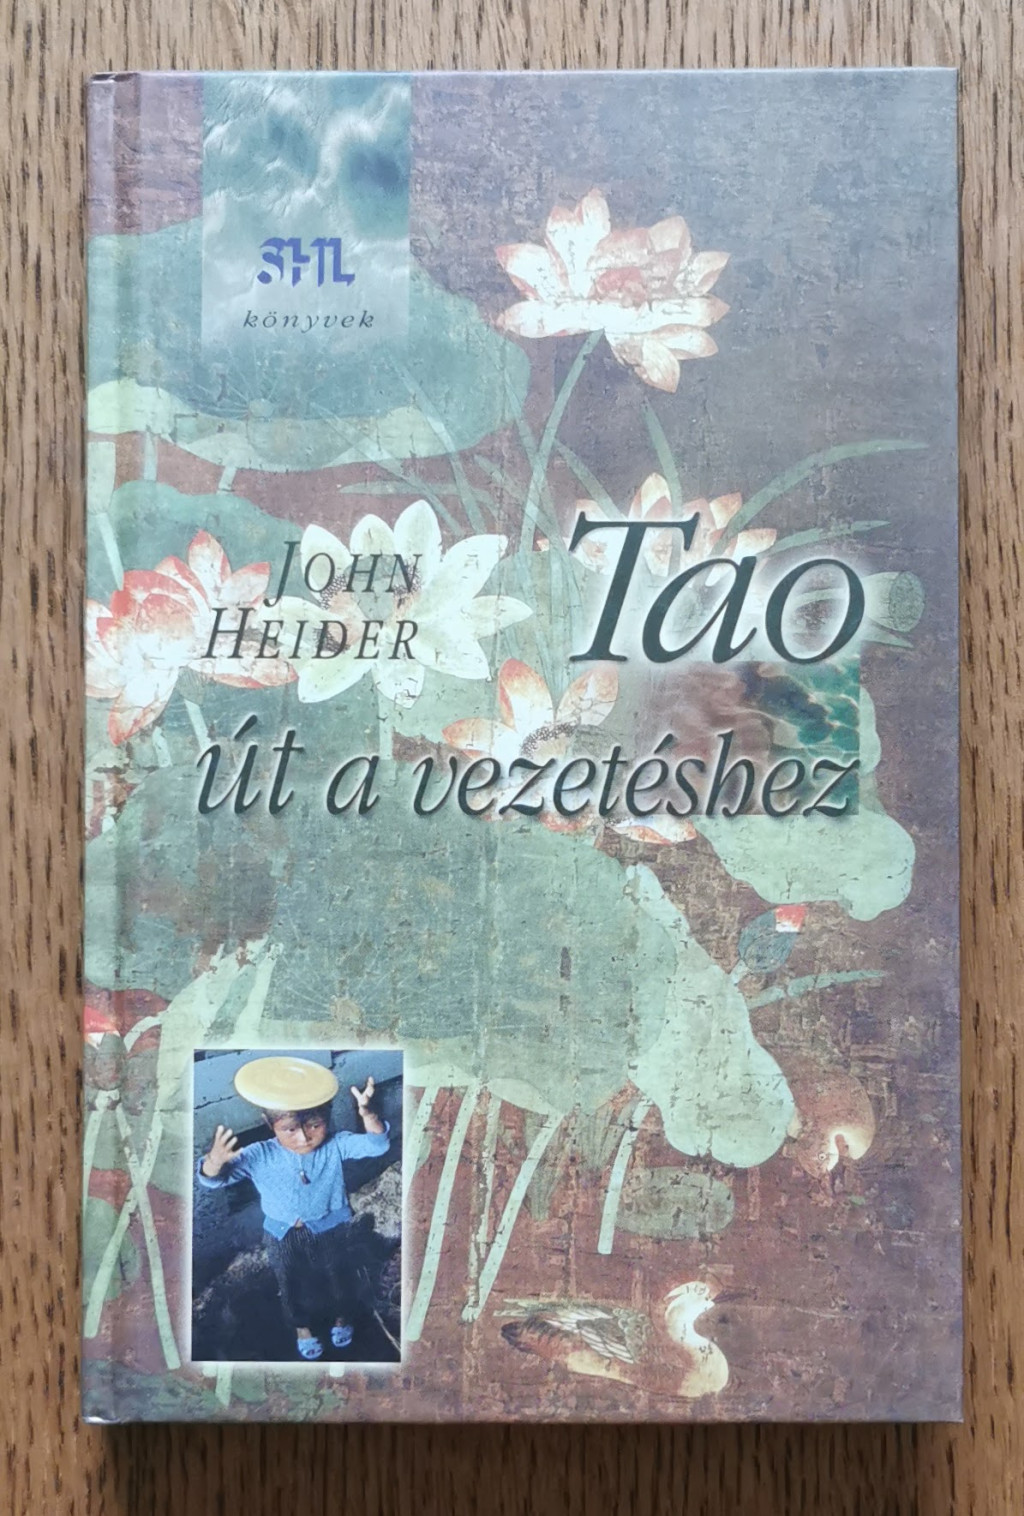 SHL
könyvek
JOHN
HEIDER
Tao
út a vezetéshez